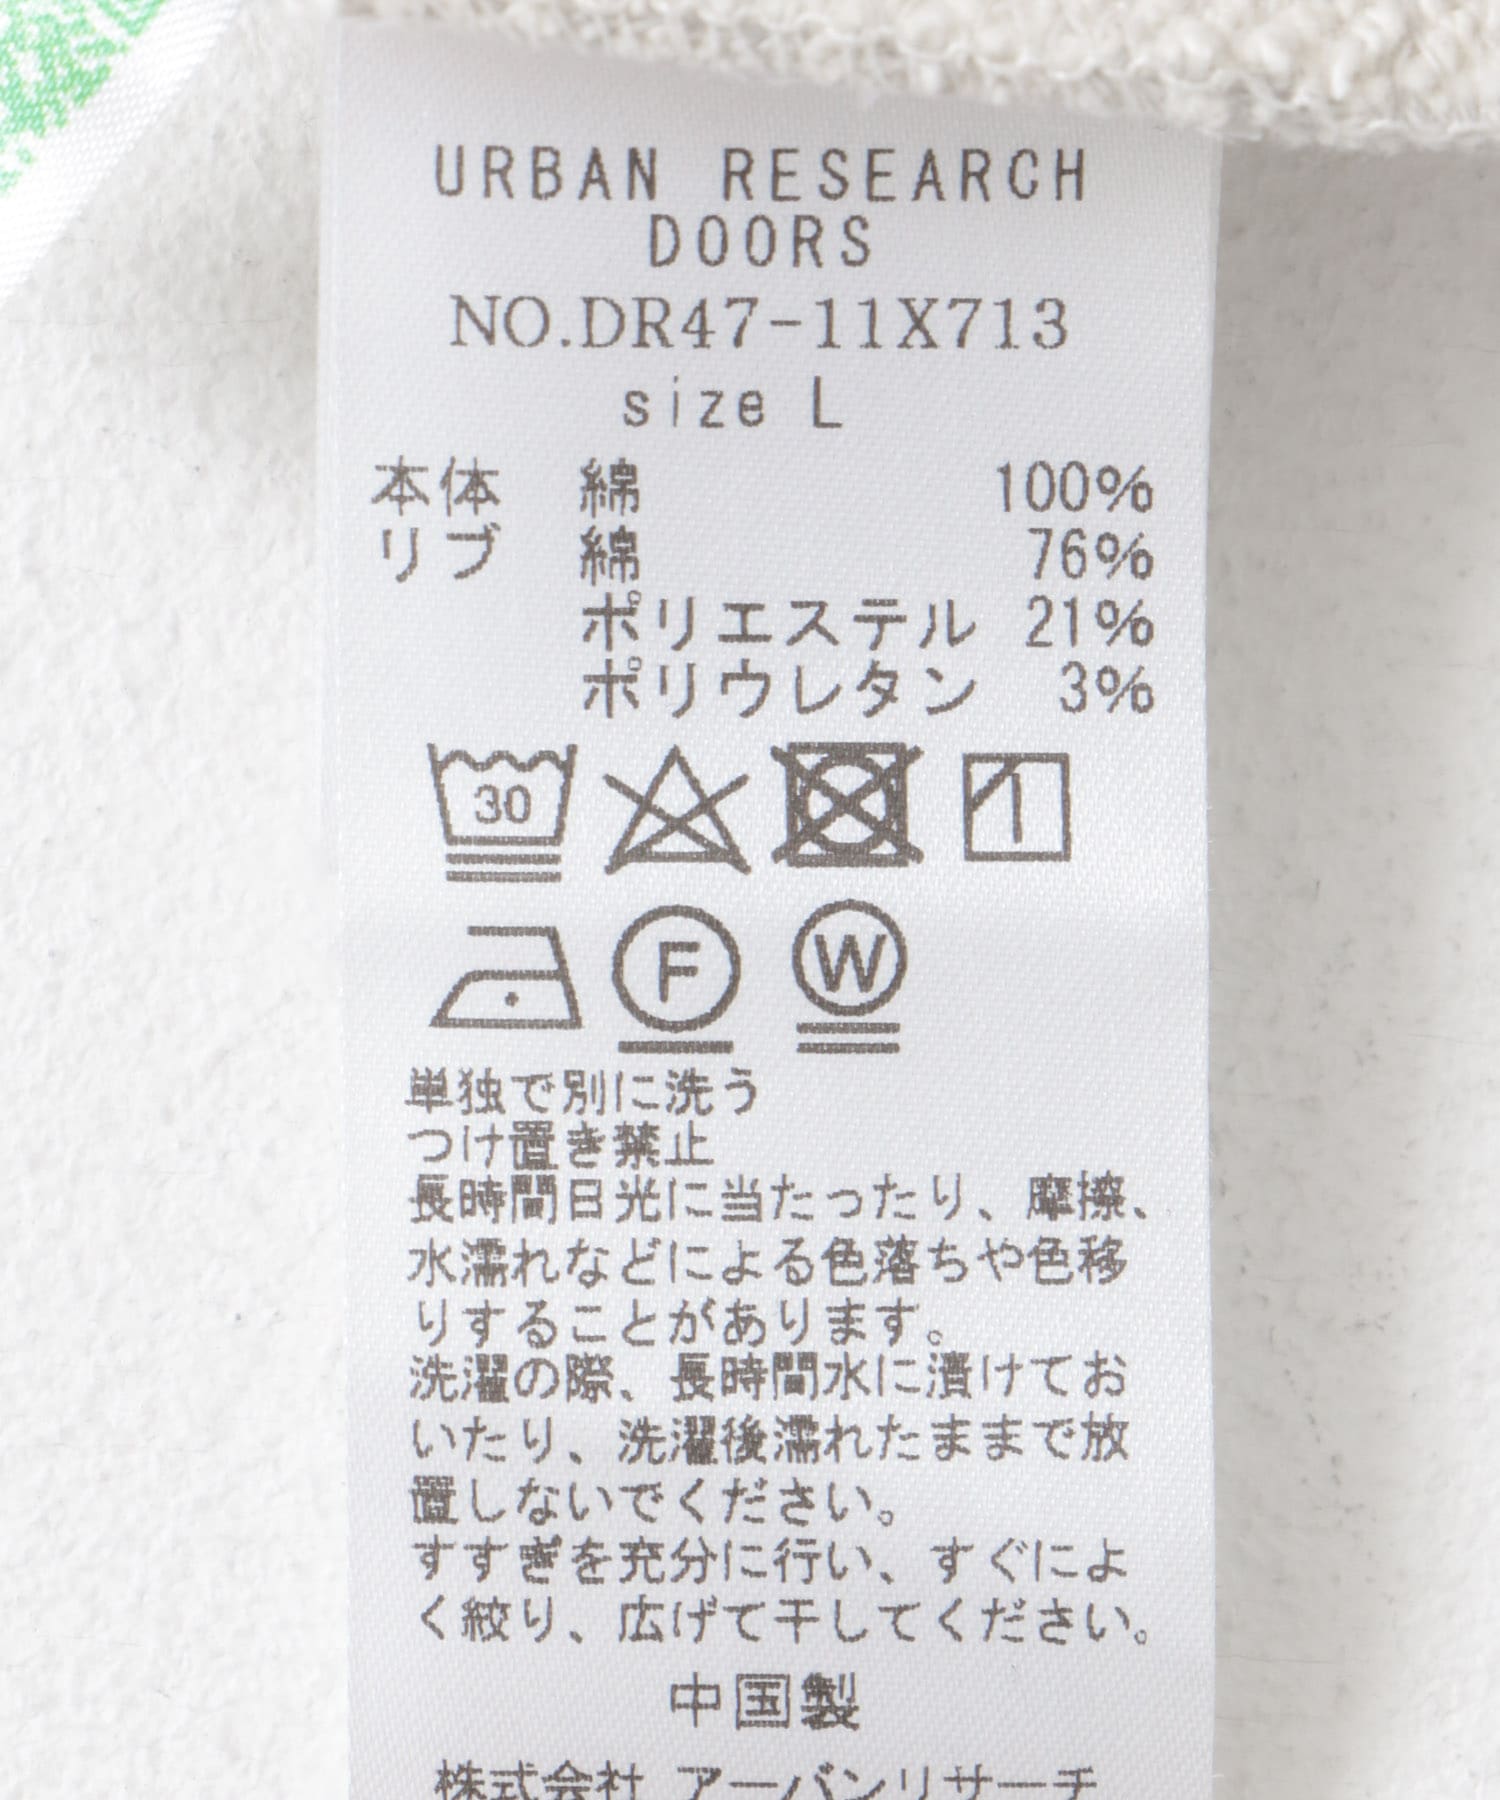 URBAN RESEARCH
DOORS
NO.DR47-11X713
size L
本体 綿 100%
リブ 綿 76%
ポリエステル 21%
ポリウレタン 3%
30
F W
単独で別に洗う
つけ置き禁止
長時間日光に当たったり、摩擦、
水濡れなどによる色落ちや色移
りすることがあります。
洗濯の際、長時間水に漬けてお
いたり、洗濯後濡れたままで放
置しないでください。
すすぎを充分に行い、すぐによ
く絞り、広げて干してください。
中国製
株式会社 アーバンリサーチ